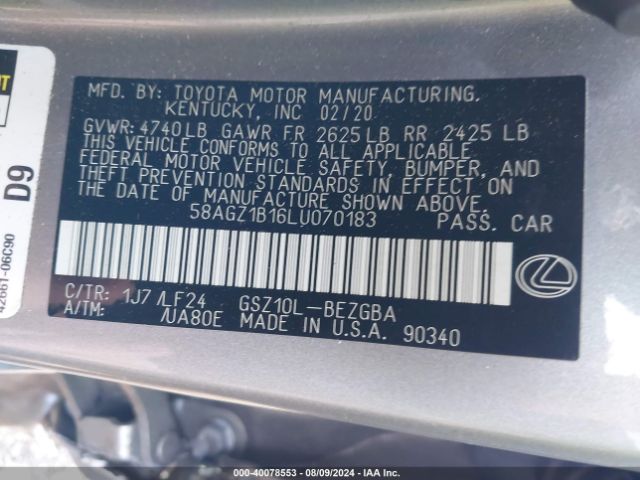 MFD. BY: TOYOTA MOTOR MANUFACTURING.
KENTUCKY, INC 02/20
GVWR: 4740LB GAWR FR 2625LB RR 2425 LB
THIS VEHICLE CONFORMS TO ALL APPLICABLE
FEDERAL MOTOR VEHICLE SAFETY, BUMPER, AND
THEFT PREVENTION STANDARDS IN EFFECT ON
THE DATE OF MANUFACTURE SHOWN ABOVE.
58AGZ1B16LU070183 PASS. CAR
C/TR: 1J7 /LF24 GSZ10L-BEZGBA
A/TM: /UA80E MADE IN U.S.A. 90340
D9
42661-06C90
000-40078553 - 08/09/2024 - IAAI.COM